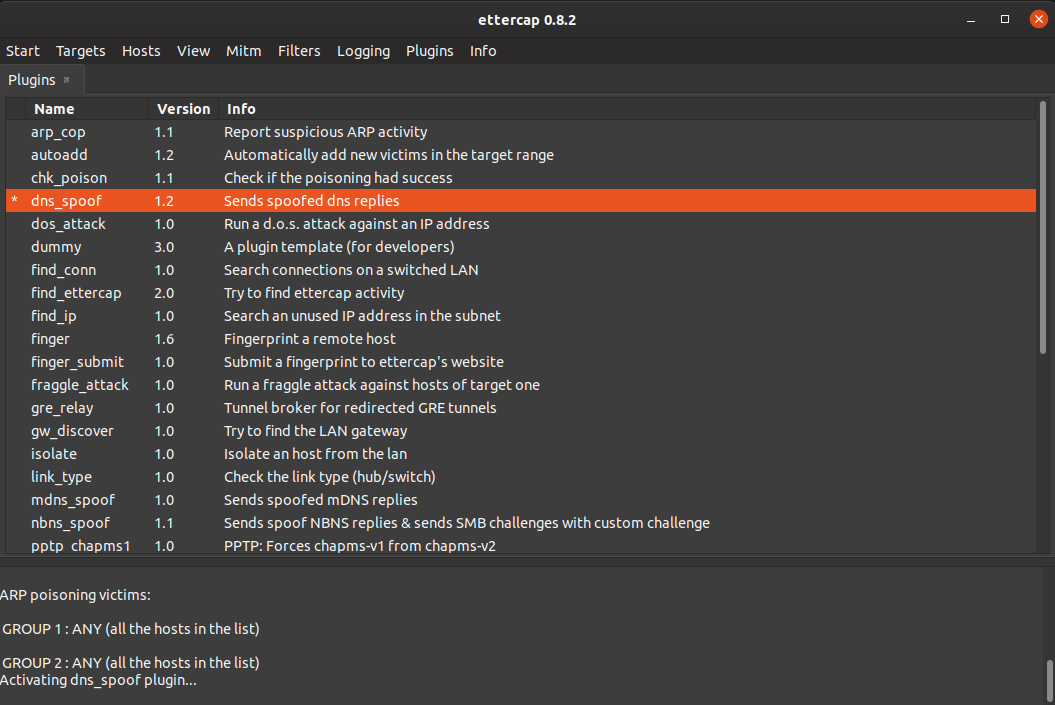 ettercap 0.8.2
Start Targets Hosts View Mitm Filters Logging Plugins Info
Plugins
Name Version Info
arp_cop 1.1 Report suspicious ARP activity
autoadd 1.2 Automatically add new victims in the target range
chk_poison 1.1 Check if the poisoning had success
* dns_spoof 1.2 Sends spoofed dns replies
dos_attack 1.0 Run a d.o.s. attack against an IP address
dummy 3.0 A plugin template (for developers)
find_conn 1.0 Search connections on a switched LAN
find_ettercap 2.0 Try to find ettercap activity
find_ip 1.0 Search an unused IP address in the subnet
finger 1.6 Fingerprint a remote host
finger_submit 1.0 Submit a fingerprint to ettercap's website
fraggle_attack 1.0 Run a fraggle attack against hosts of target one
gre_relay 1.0 Tunnel broker for redirected GRE tunnels
gw_discover 1.0 Try to find the LAN gateway
isolate 1.0 Isolate an host from the lan
link_type 1.0 Check the link type (hub/switch)
mdns_spoof 1.0 Sends spoofed mDNS replies
nbns_spoof 1.1 Sends spoof NBNS replies & sends SMB challenges with custom challenge
pptp_chapms1 1.0 PPTP: Forces chapms-v1 from chapms-v2
ARP poisoning victims:
GROUP 1 : ANY (all the hosts in the list)
GROUP 2 : ANY (all the hosts in the list)
Activating dns_spoof plugin...